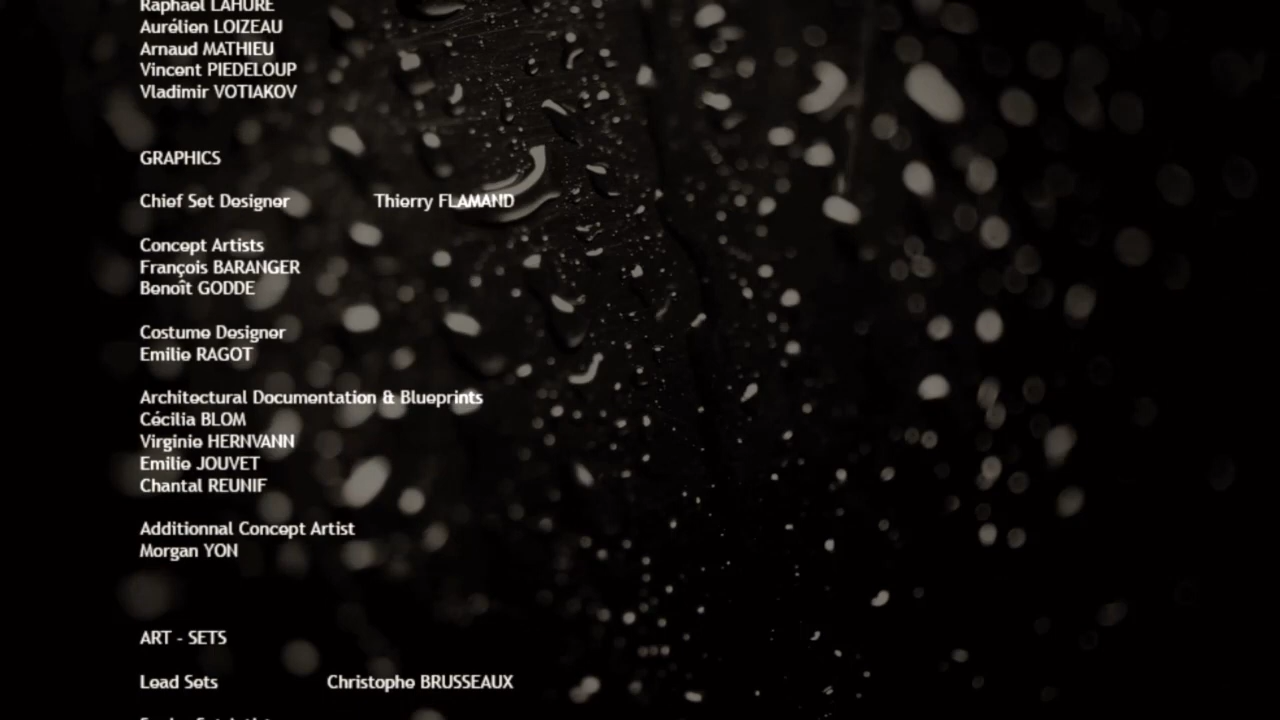 Raphael LAHURE
Aurélien LOIZEAU
Arnaud MATHIEU
Vincent PIEDELOUP
Vladimir VOTIAKOV
GRAPHICS
Chief Set Designer Thierry FLAMAND
Concept Artists
François BARANGER
Benoît GODDE
Costume Designer
Emilie RAGOT
Architectural Documentation & Blueprints
Cécilia BLOM
Virginie HERNVANN
Emilie JOUVET
Chantal REUNIF
Additionnal Concept Artist
Morgan YON
ART - SETS
Lead Sets Christophe BRUSSEAUX